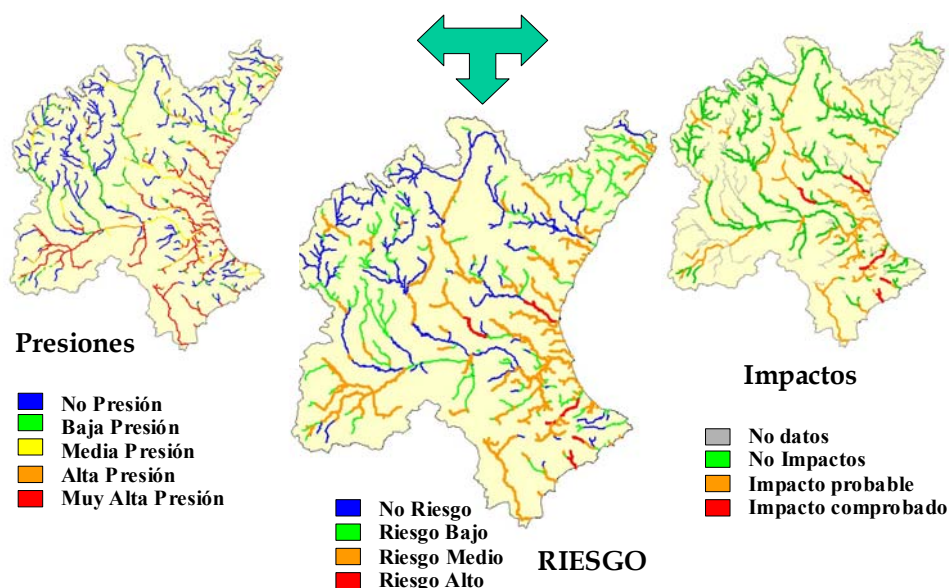 Presiones
No Presión
Baja Presión
Media Presión
Alta Presión
Muy Alta Presión
No Riesgo
Riesgo Bajo
Riesgo Medio
Riesgo Alto
RIESGO
Impactos
No datos
No Impactos
Impacto probable
Impacto comprobado